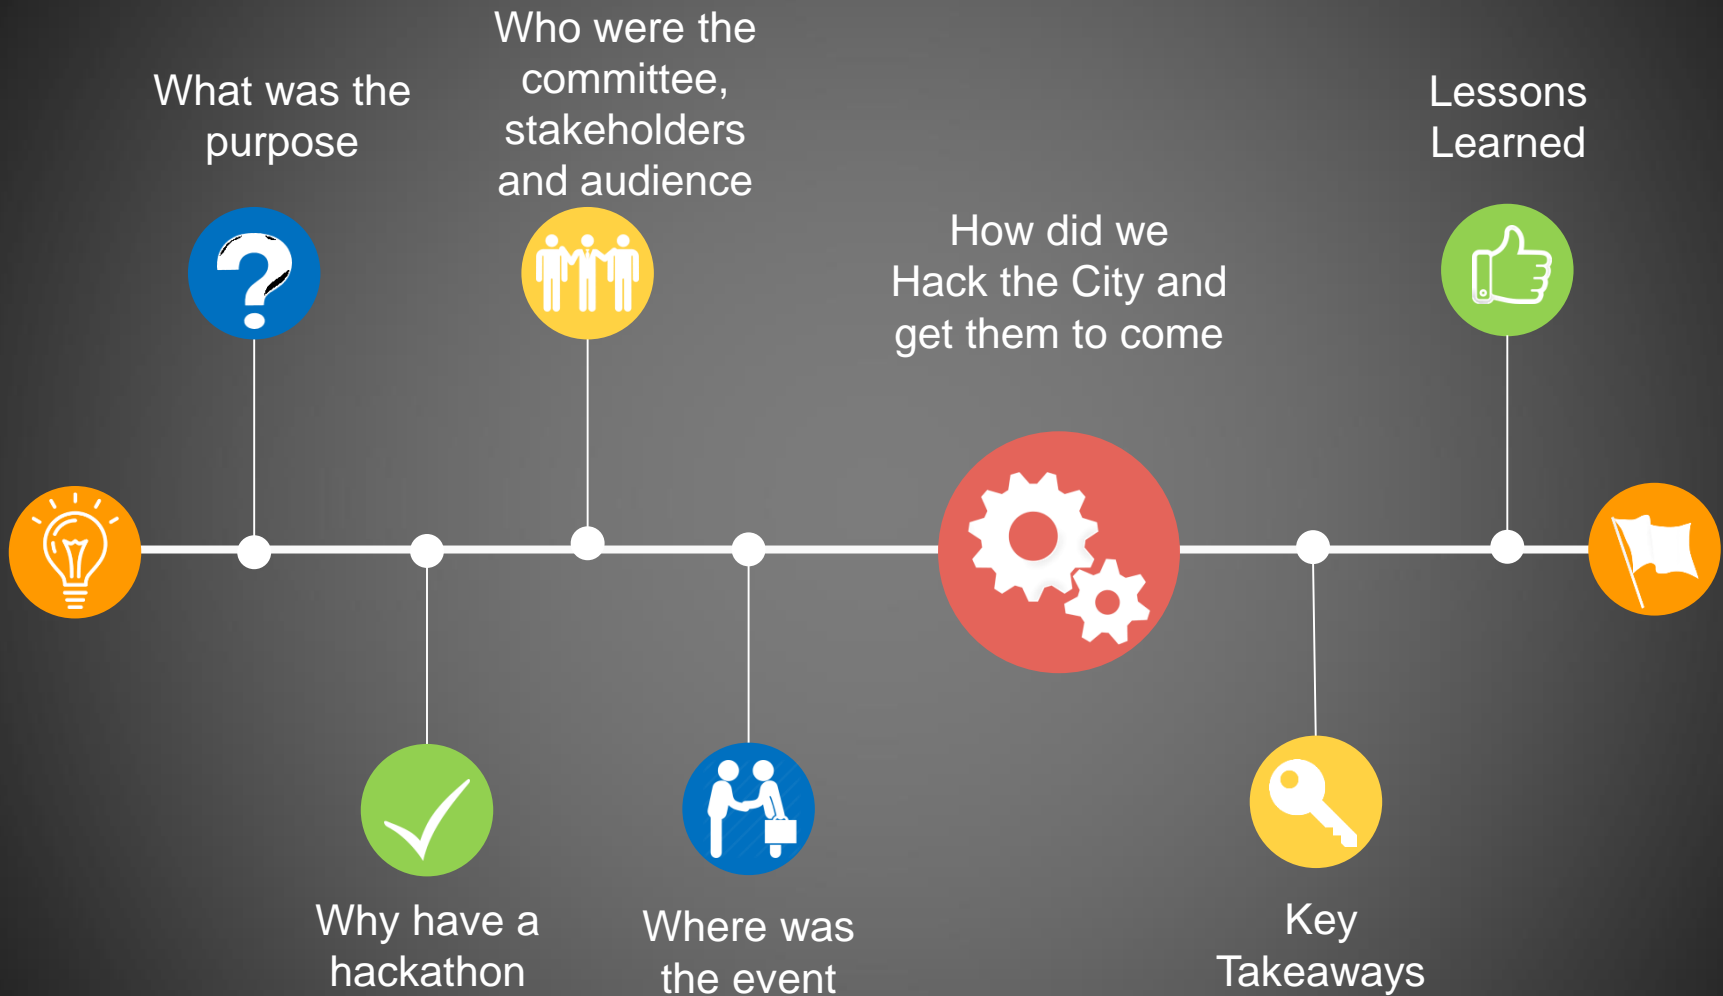 What was the
purpose
Why have a
hackathon
Who were the
committee,
stakeholders
and audience
Where was
the event
How did we
Hack the City and
get them to come
Key
Takeaways
Lessons
Learned